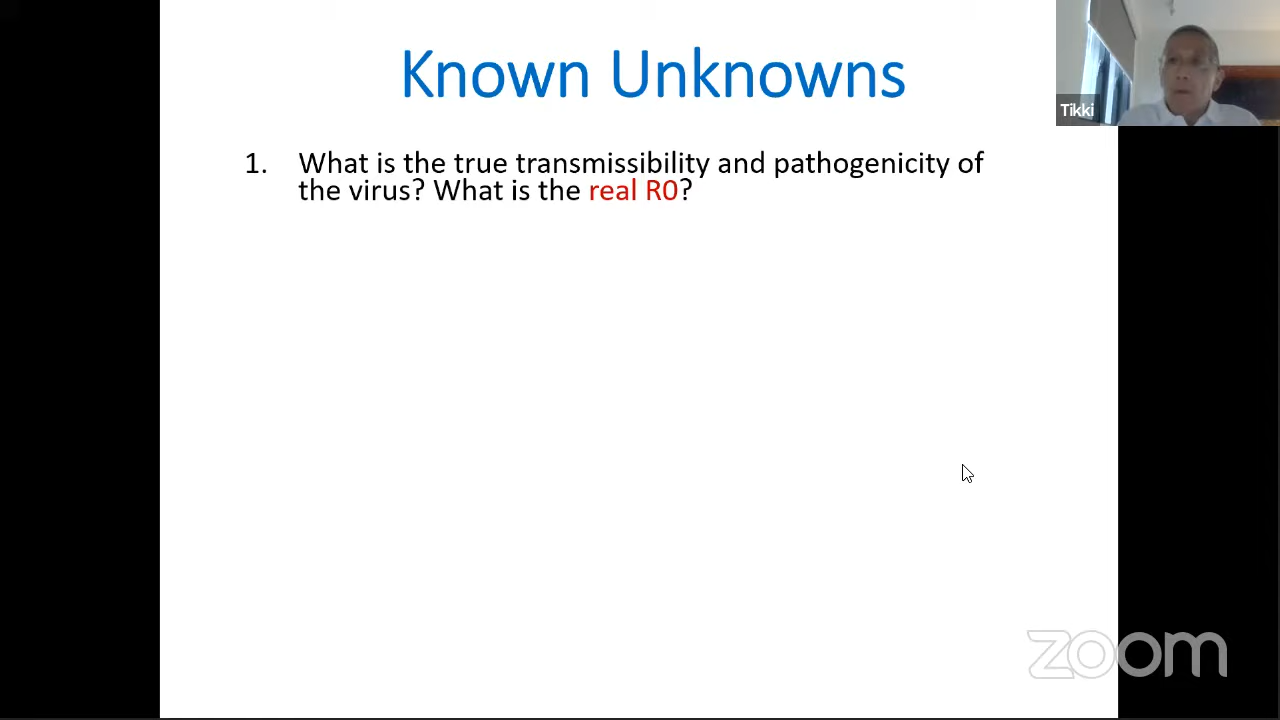 Known Unknowns
Tikki
1. What is the true transmissibility and pathogenicity of
the virus? What is the real R0?
zoom